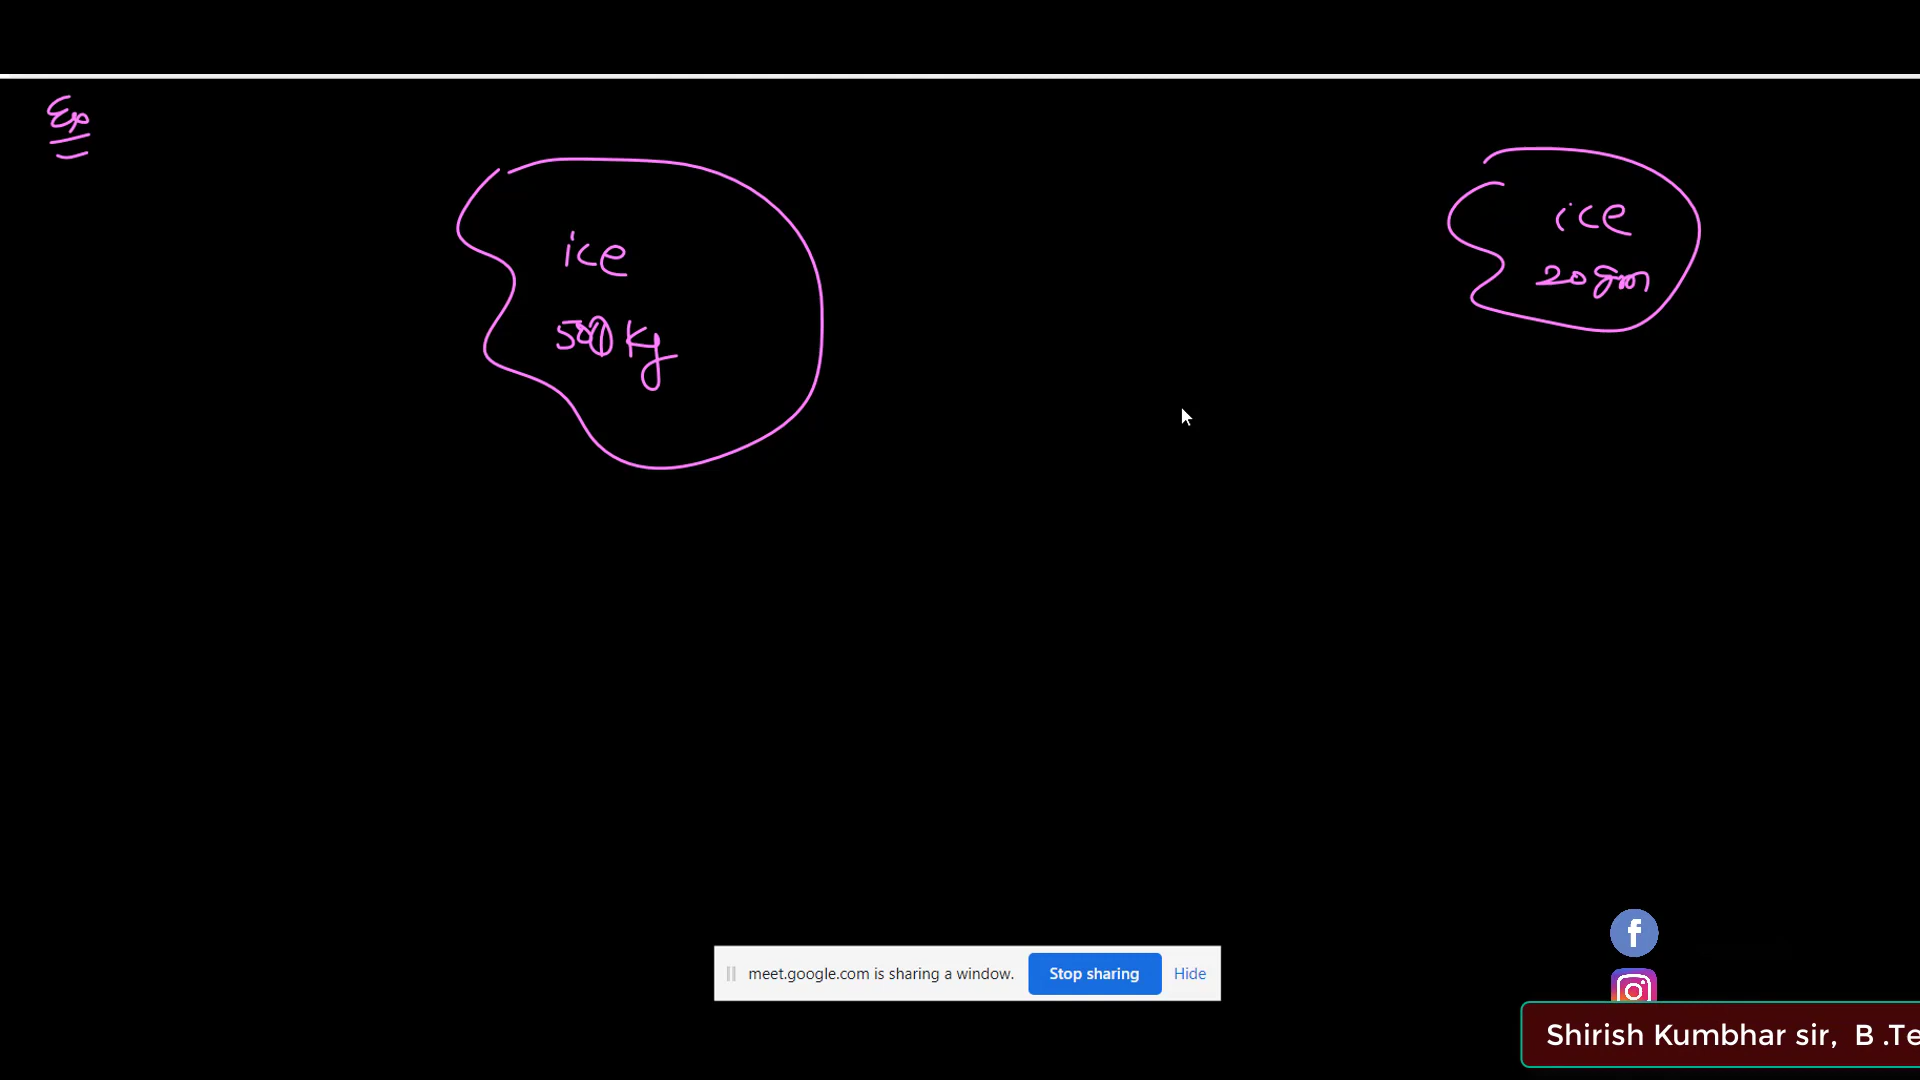 Ex
ice
500 Kg
ice
20 gm
meet.google.com is sharing a window.
Stop sharing
Hide
Shirish Kumbhar sir, B .Te